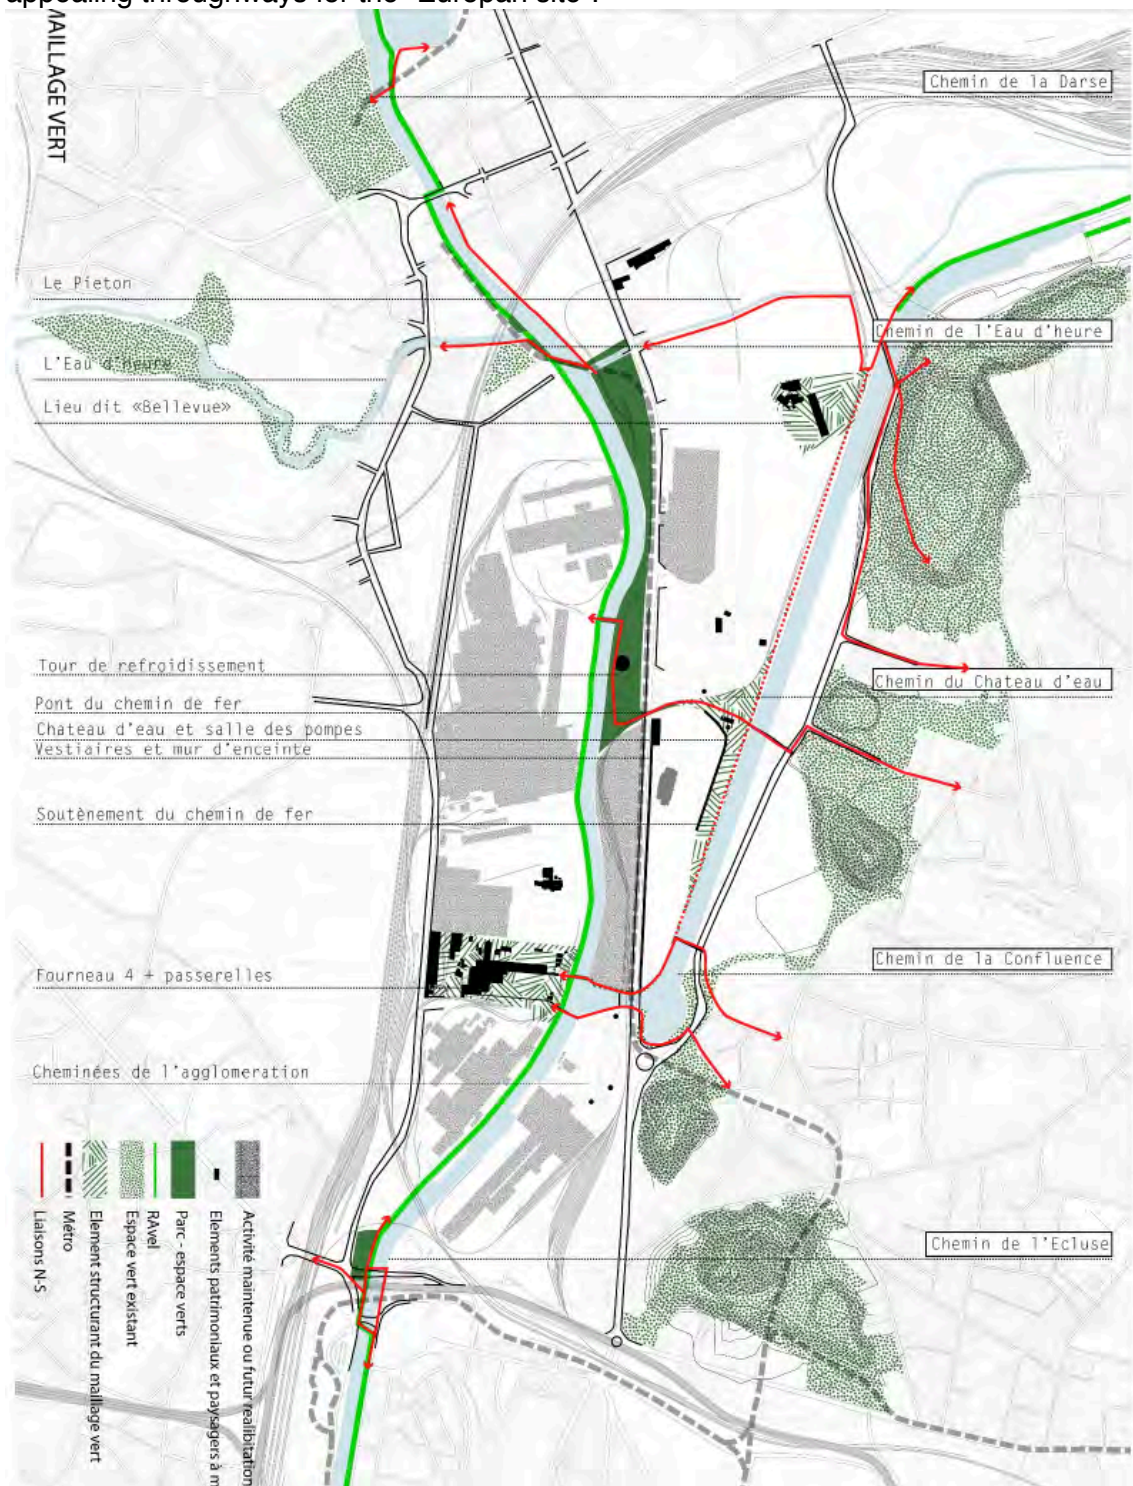 appealing throughways for the "Europan site".
MAILLAGE VERT
Chemin de la Darse
Le Pieton
Chemin de l'Eau d'heure
L'Eau d'heure
Lieu dit «Bellevue»
Tour de refroidissement
Chemin du Chateau d'eau
Pont du chemin de fer
Chateau d'eau et salle des pompes
Vestiaires et mur d'enceinte
Soutènement du chemin de fer
Chemin de la Confluence
Fourneau 4 + passerelles
Cheminées de l'agglomeration
Chemin de l'Ecluse
Activité maintenue ou futur realibitation
Elements patrimoniaux et paysagers à m
Parc - espace verts
RAvel
Espace vert existant
Element structurant du maillage vert
Métro
Liaisons N-S